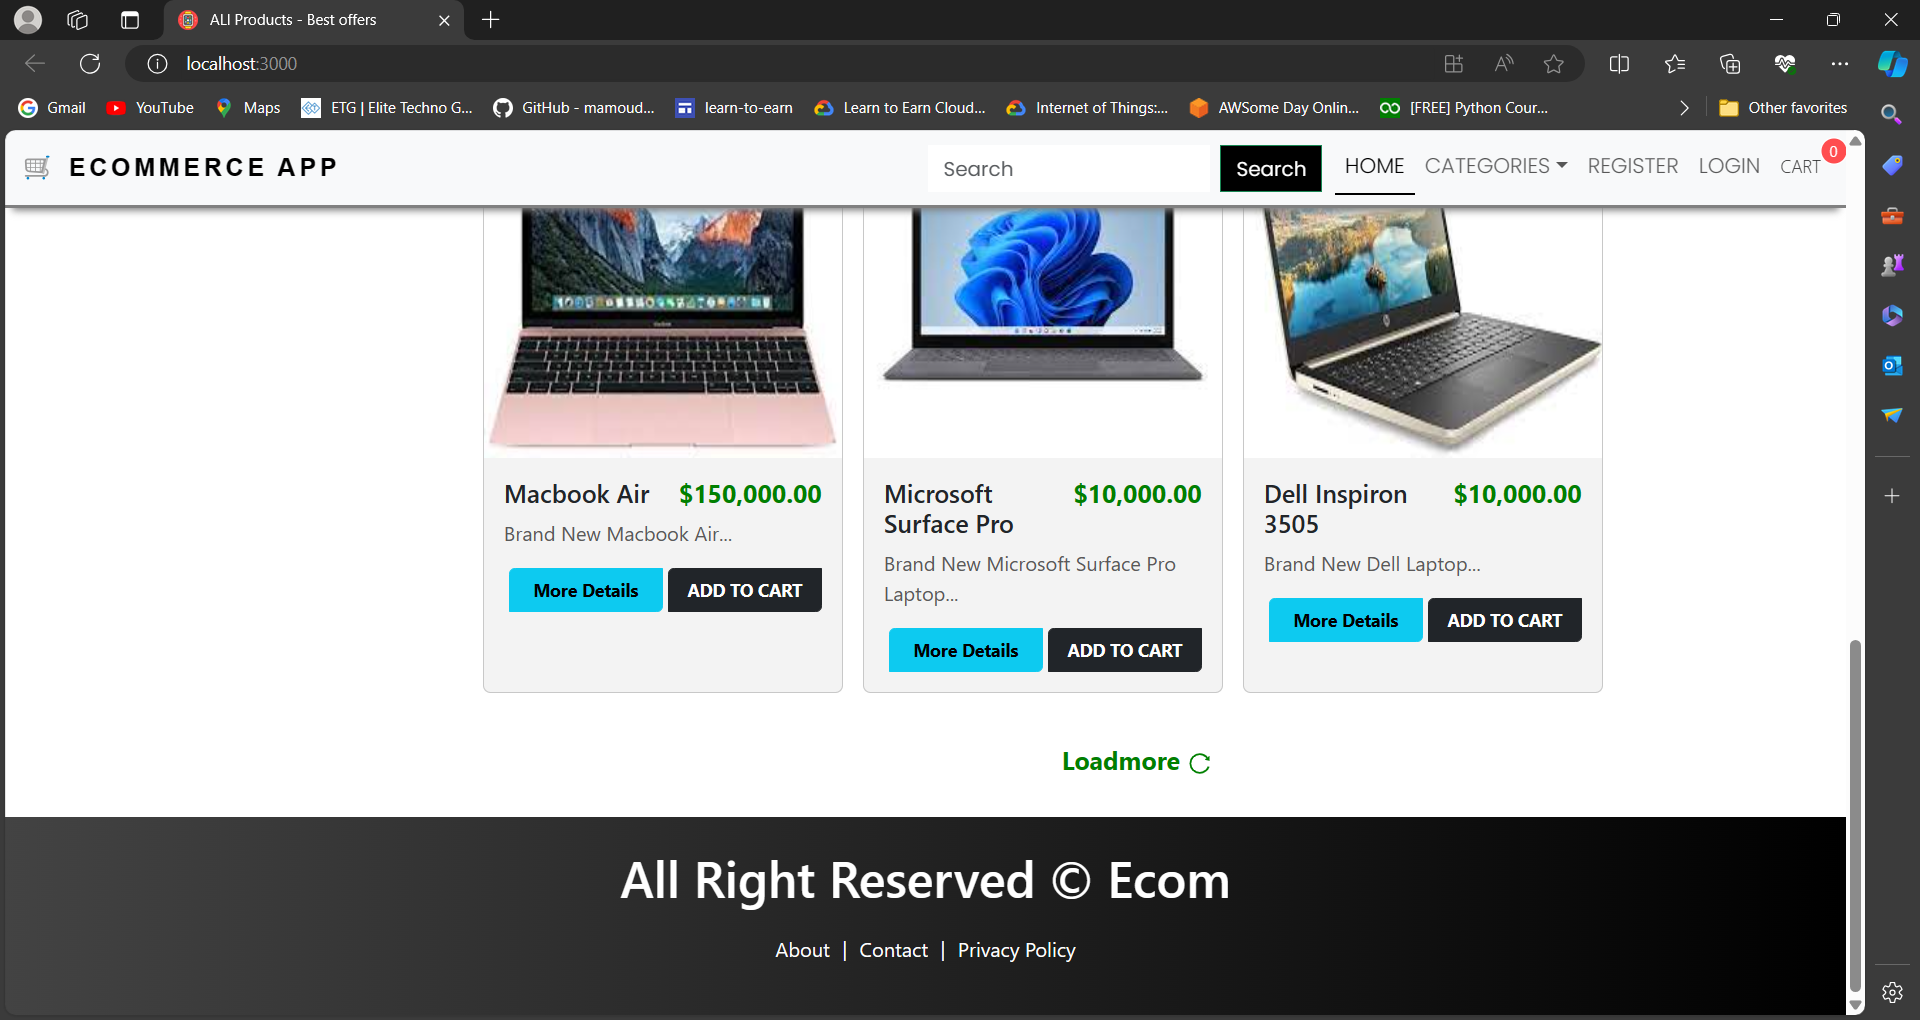 ALI Products - Best offers
localhost:3000
Gmail
YouTube
Maps
ETG | Elite Techno G...
GitHub - mamoud...
learn-to-earn
Learn to Earn Cloud...
Internet of Things:...
AWSome Day Onlin...
[FREE] Python Cour...
Other favorites
ECOMMERCE APP
Search
Search
HOME
CATEGORIES
REGISTER
LOGIN
CART
0
Macbook Air $150,000.00
Brand New Macbook Air...
More Details ADD TO CART
Microsoft $10,000.00
Surface Pro
Brand New Microsoft Surface Pro
Laptop...
More Details ADD TO CART
Dell Inspiron $10,000.00
3505
Brand New Dell Laptop...
More Details ADD TO CART
Loadmore
All Right Reserved © Ecom
About | Contact | Privacy Policy